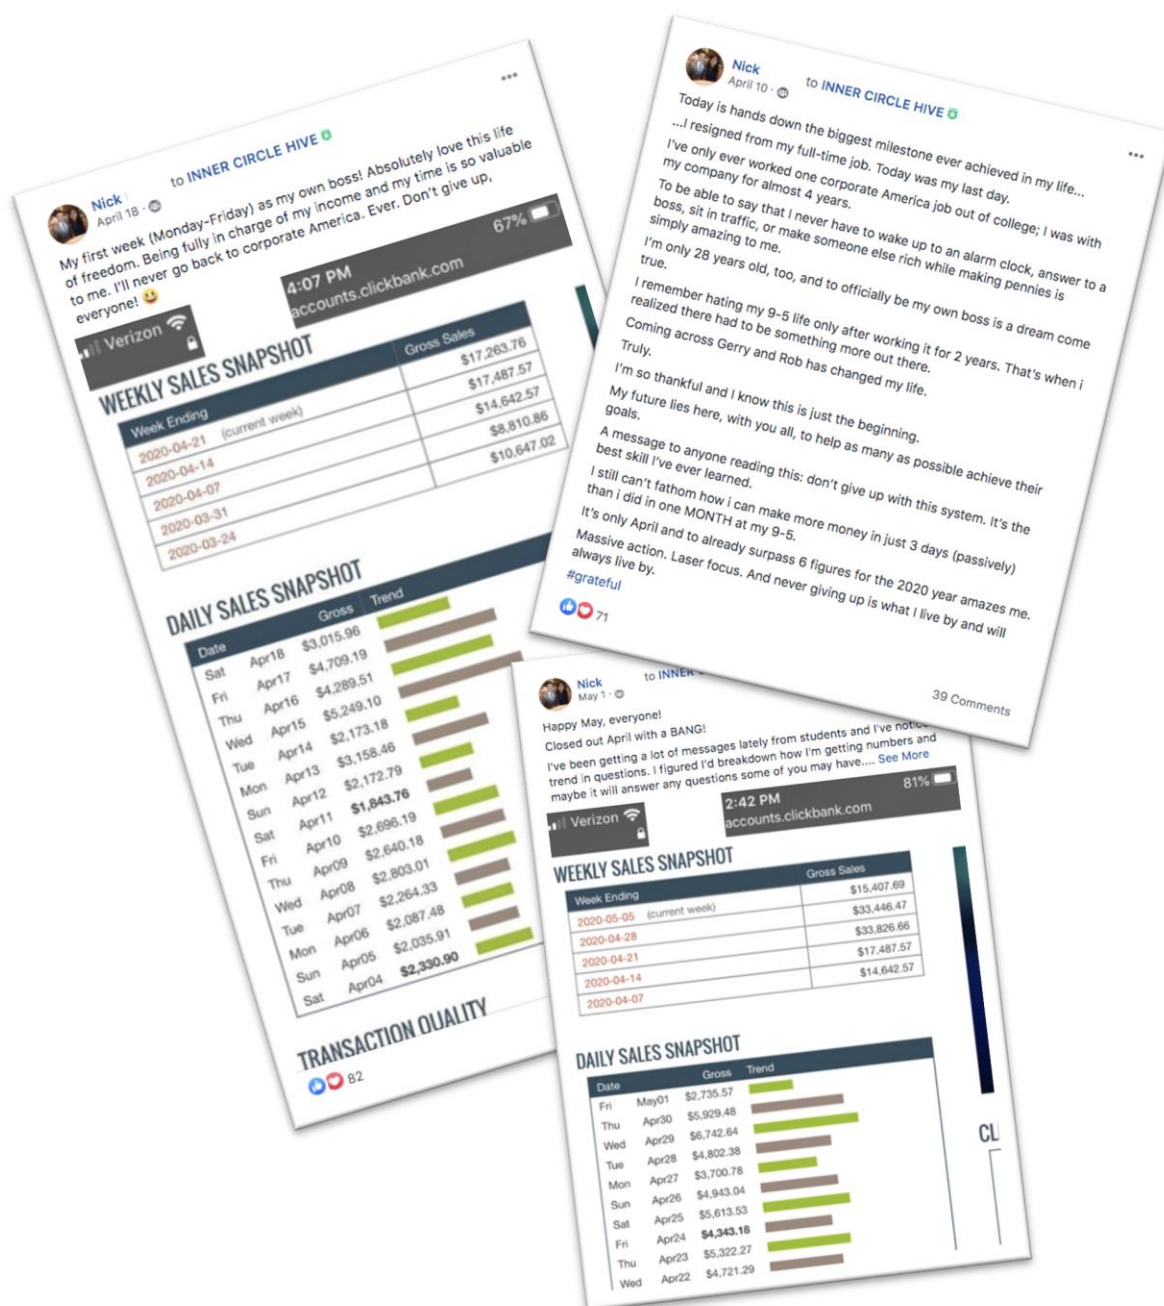 Nick to INNER CIRCLE HIVE
April 18 ·
My first week (Monday-Friday) as my own boss! Absolutely love this life
of freedom. Being fully in charge of my income and my time is so valuable
to me. I'll never go back to corporate America. Ever. Don't give up,
everyone! 😃
Verizon
4:07 PM 67%
accounts.clickbank.com
WEEKLY SALES SNAPSHOT
Week Ending Gross Sales
2020-04-21 (current week) $17,263.76
2020-04-14 $17,487.57
2020-04-07 $14,642.57
2020-03-31 $8,810.86
2020-03-24 $10,647.02
DAILY SALES SNAPSHOT
Date Gross Trend
Sat Apr18 $3,015.96
Fri Apr17 $4,709.19
Thu Apr16 $4,289.51
Wed Apr15 $5,249.10
Tue Apr14 $2,173.18
Mon Apr13 $3,158.46
Sun Apr12 $2,172.79
Sat Apr11 $1,843.76
Fri Apr10 $2,696.19
Thu Apr09 $2,640.18
Wed Apr08 $2,803.01
Tue Apr07 $2,264.33
Mon Apr06 $2,087.48
Sun Apr05 $2,035.91
Sat Apr04 $2,330.90
TRANSACTION QUALITY
82
Nick to INNER CIRCLE HIVE
April 10 ·
Today is hands down the biggest milestone ever achieved in my life...
...I resigned from my full-time job. Today was my last day.
I've only ever worked one corporate America job out of college; I was with
my company for almost 4 years.
To be able to say that I never have to wake up to an alarm clock, answer to a
boss, sit in traffic, or make someone else rich while making pennies is
simply amazing to me.
I'm only 28 years old, too, and to officially be my own boss is a dream come
true.
I remember hating my 9-5 life only after working it for 2 years. That's when i
realized there had to be something more out there.
Coming across Gerry and Rob has changed my life.
Truly.
I'm so thankful and I know this is just the beginning.
My future lies here, with you all, to help as many as possible achieve their
goals.
A message to anyone reading this: don't give up with this system. It's the
best skill I've ever learned.
I still can't fathom how i can make more money in just 3 days (passively)
than i did in one MONTH at my 9-5.
It's only April and to already surpass 6 figures for the 2020 year amazes me.
Massive action. Laser focus. And never giving up is what I live by and will
always live by.
#grateful
71
39 Comments
Nick to INNER
May 1 ·
Happy May, everyone!
Closed out April with a BANG!
I've been getting a lot of messages lately from students and I've
trend in questions. I figured I'd breakdown how I'm getting numbers and
maybe it will answer any questions some of you may have.... See More
Verizon
2:42 PM 81%
accounts.clickbank.com
WEEKLY SALES SNAPSHOT
Week Ending Gross Sales
2020-05-05 (current week) $15,407.69
2020-04-28 $33,446.47
2020-04-21 $33,826.66
2020-04-14 $17,487.57
2020-04-07 $14,642.57
DAILY SALES SNAPSHOT
Date Gross Trend
Fri May01 $2,735.57
Thu Apr30 $5,929.48
Wed Apr29 $6,742.64
Tue Apr28 $4,802.38
Mon Apr27 $3,700.78
Sun Apr26 $4,943.04
Sat Apr25 $5,613.53
Fri Apr24 $4,343.18
Thu Apr23 $5,322.27
Wed Apr22 $4,721.29
CL